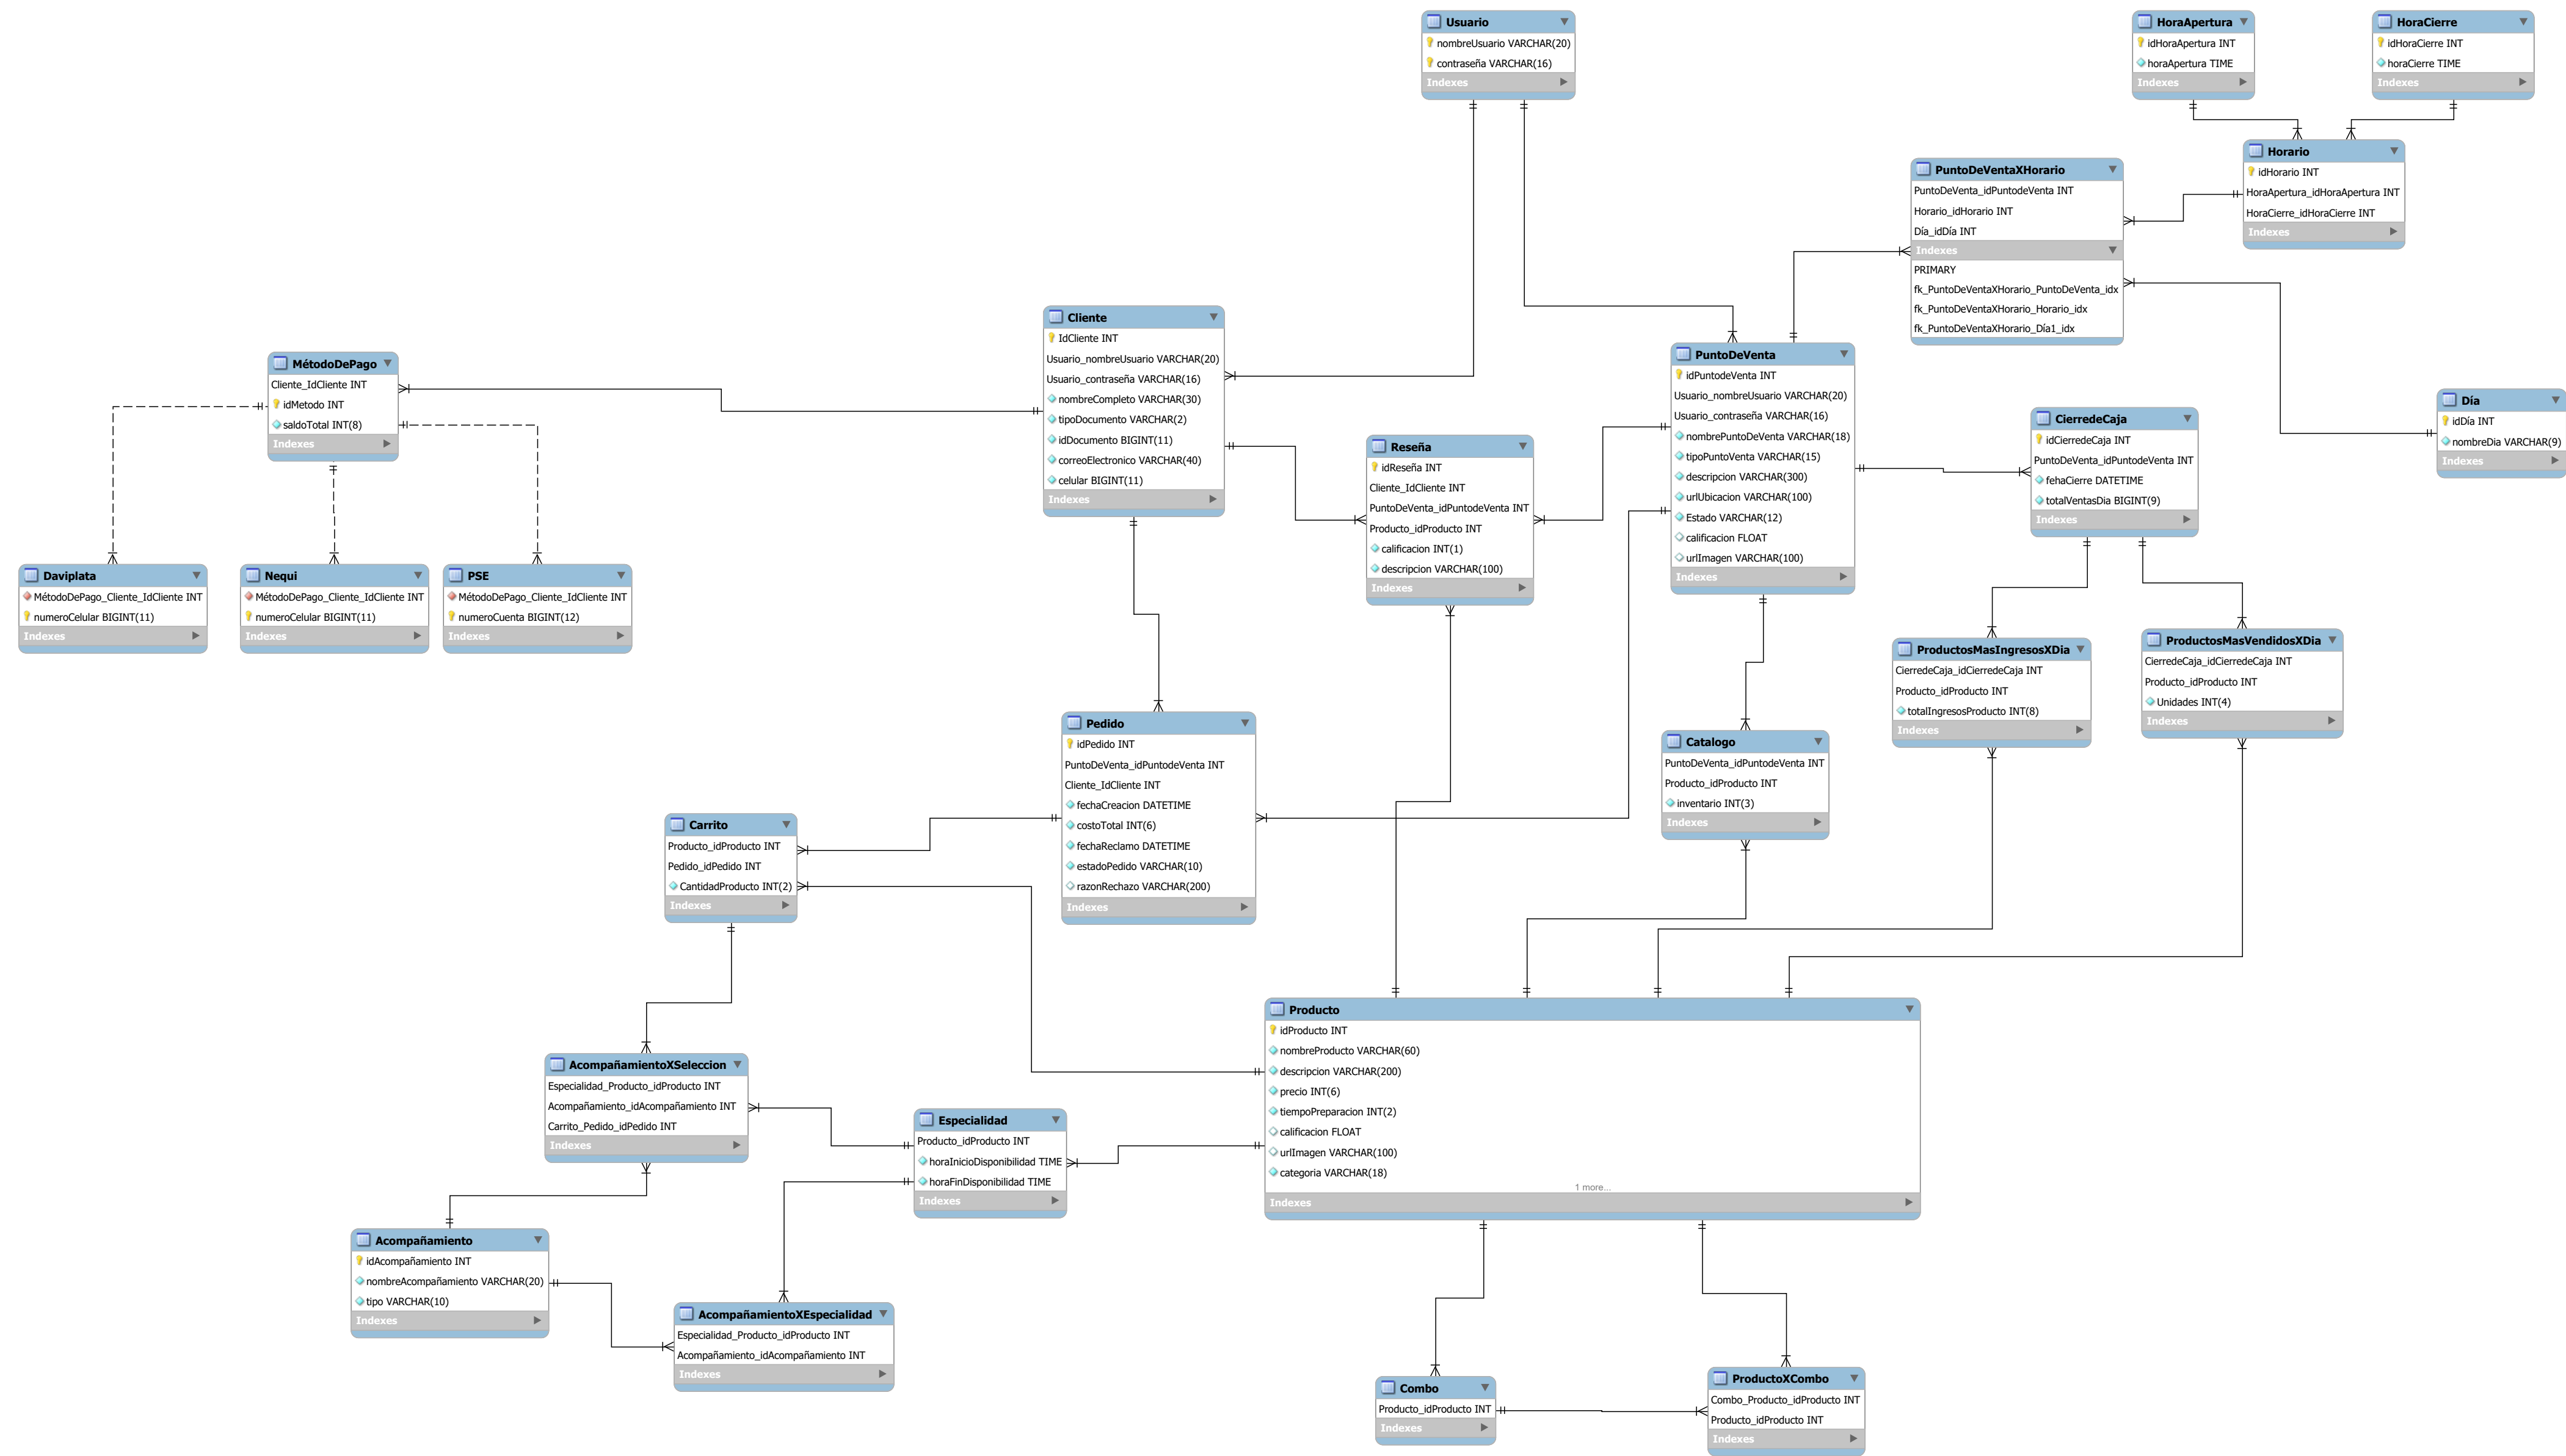 Usuario
nombreUsuario VARCHAR(20)
contraseña VARCHAR(16)
Indexes
HoraApertura
idHoraApertura INT
horaApertura TIME
Indexes
HoraCierre
idHoraCierre INT
horaCierre TIME
Indexes
Horario
idHorario INT
HoraApertura_idHoraApertura INT
HoraCierre_idHoraCierre INT
Indexes
PuntoDeVentaXHorario
PuntoDeVenta_idPuntodeVenta INT
Horario_idHorario INT
Día_idDía INT
Indexes
PRIMARY
fk_PuntoDeVentaXHorario_PuntoDeVenta_idx
fk_PuntoDeVentaXHorario_Horario_idx
fk_PuntoDeVentaXHorario_Día1_idx
Cliente
IdCliente INT
Usuario_nombreUsuario VARCHAR(20)
Usuario_contraseña VARCHAR(16)
nombreCompleto VARCHAR(30)
tipoDocumento VARCHAR(2)
idDocumento BIGINT(11)
correoElectronico VARCHAR(40)
celular BIGINT(11)
Indexes
MétodoDePago
Cliente_IdCliente INT
idMetodo INT
saldoTotal INT(8)
Indexes
PuntoDeVenta
idPuntodeVenta INT
Usuario_nombreUsuario VARCHAR(20)
Usuario_contraseña VARCHAR(16)
nombrePuntoDeVenta VARCHAR(18)
tipoPuntoVenta VARCHAR(15)
descripcion VARCHAR(300)
urlUbicacion VARCHAR(100)
Estado VARCHAR(12)
calificacion FLOAT
urlImagen VARCHAR(100)
Indexes
Día
idDía INT
nombreDia VARCHAR(9)
Indexes
CierredeCaja
idCierredeCaja INT
PuntoDeVenta_idPuntodeVenta INT
fehaCierre DATETIME
totalVentasDia BIGINT(9)
Indexes
Reseña
idReseña INT
Cliente_IdCliente INT
PuntoDeVenta_idPuntodeVenta INT
Producto_idProducto INT
calificacion INT(1)
descripcion VARCHAR(100)
Indexes
Daviplata
MétodoDePago_Cliente_IdCliente INT
numeroCelular BIGINT(11)
Indexes
Nequi
MétodoDePago_Cliente_IdCliente INT
numeroCelular BIGINT(11)
Indexes
PSE
MétodoDePago_Cliente_IdCliente INT
numeroCuenta BIGINT(12)
Indexes
ProductosMasIngresosXDia
CierredeCaja_idCierredeCaja INT
Producto_idProducto INT
totalIngresosProducto INT(8)
Indexes
ProductosMasVendidosXDia
CierredeCaja_idCierredeCaja INT
Producto_idProducto INT
Unidades INT(4)
Indexes
Pedido
idPedido INT
PuntoDeVenta_idPuntodeVenta INT
Cliente_IdCliente INT
fechaCreacion DATETIME
costoTotal INT(6)
fechaReclamo DATETIME
estadoPedido VARCHAR(10)
razonRechazo VARCHAR(200)
Indexes
Catalogo
PuntoDeVenta_idPuntodeVenta INT
Producto_idProducto INT
inventario INT(3)
Indexes
Carrito
Producto_idProducto INT
Pedido_idPedido INT
CantidadProducto INT(2)
Indexes
Producto
idProducto INT
nombreProducto VARCHAR(60)
descripcion VARCHAR(200)
precio INT(6)
tiempoPreparacion INT(2)
calificacion FLOAT
urlImagen VARCHAR(100)
categoria VARCHAR(18)
1 more...
Indexes
AcompañamientoXSeleccion
Especialidad_Producto_idProducto INT
Acompañamiento_idAcompañamiento INT
Carrito_Pedido_idPedido INT
Indexes
Especialidad
Producto_idProducto INT
horaInicioDisponibilidad TIME
horaFinDisponibilidad TIME
Indexes
Acompañamiento
idAcompañamiento INT
nombreAcompañamiento VARCHAR(20)
tipo VARCHAR(10)
Indexes
AcompañamientoXEspecialidad
Especialidad_Producto_idProducto INT
Acompañamiento_idAcompañamiento INT
Indexes
Combo
Producto_idProducto INT
Indexes
ProductoXCombo
Combo_Producto_idProducto INT
Producto_idProducto INT
Indexes